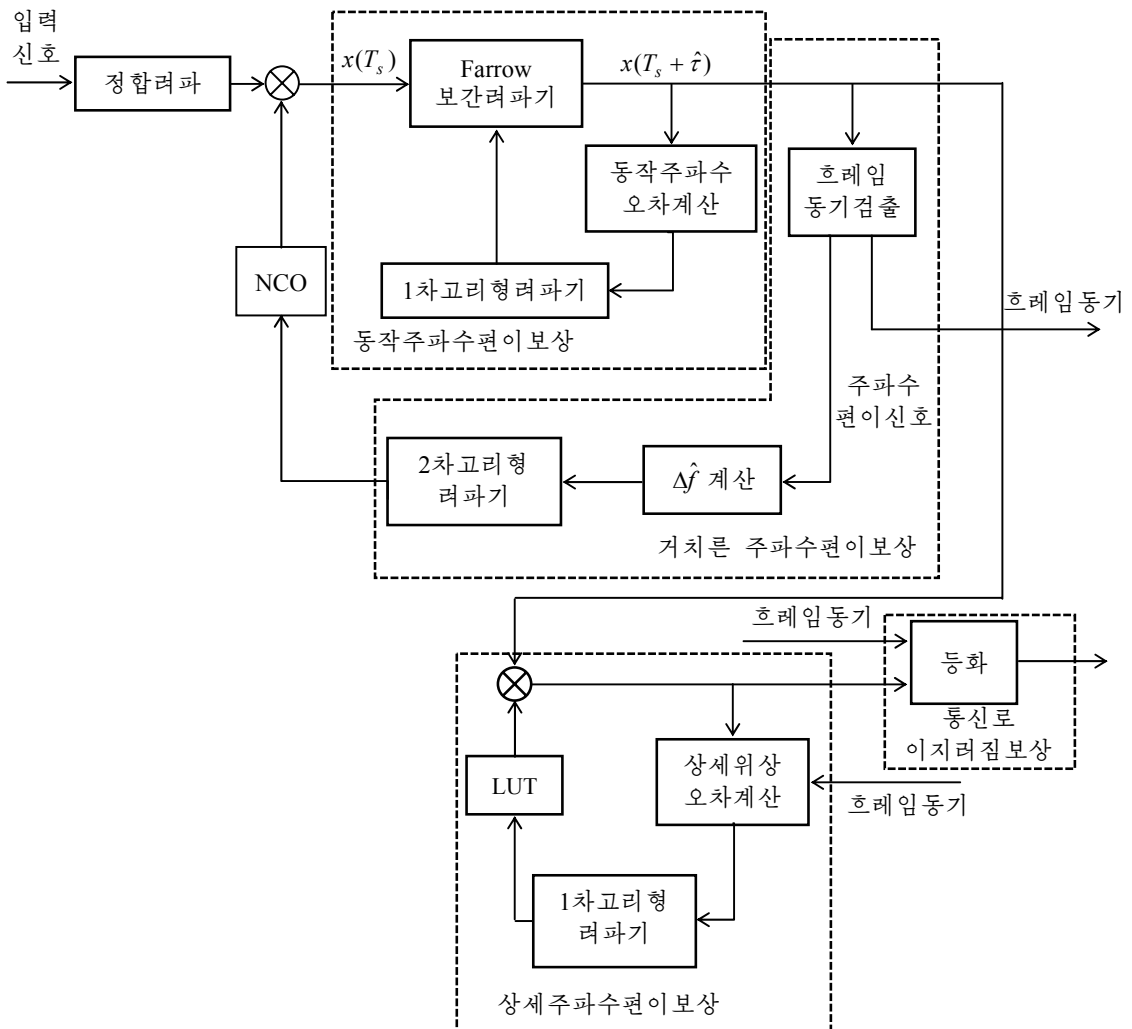 입력
신호
정합려파
x(T_s)
Farrow
보간려파기
x(T_s + \hat{τ})
동작주파수
오차계산
흐레임
동기검출
NCO
1차고리형려파기
동작주파수편이보상
흐레임동기
주파수
편이신호
2차고리형
려파기
Δ\hat{f} 계산
거치른 주파수편이보상
흐레임동기
등화
통신로
이지러짐보상
LUT
상세위상
오차계산
흐레임동기
1차고리형
려파기
상세주파수편이보상